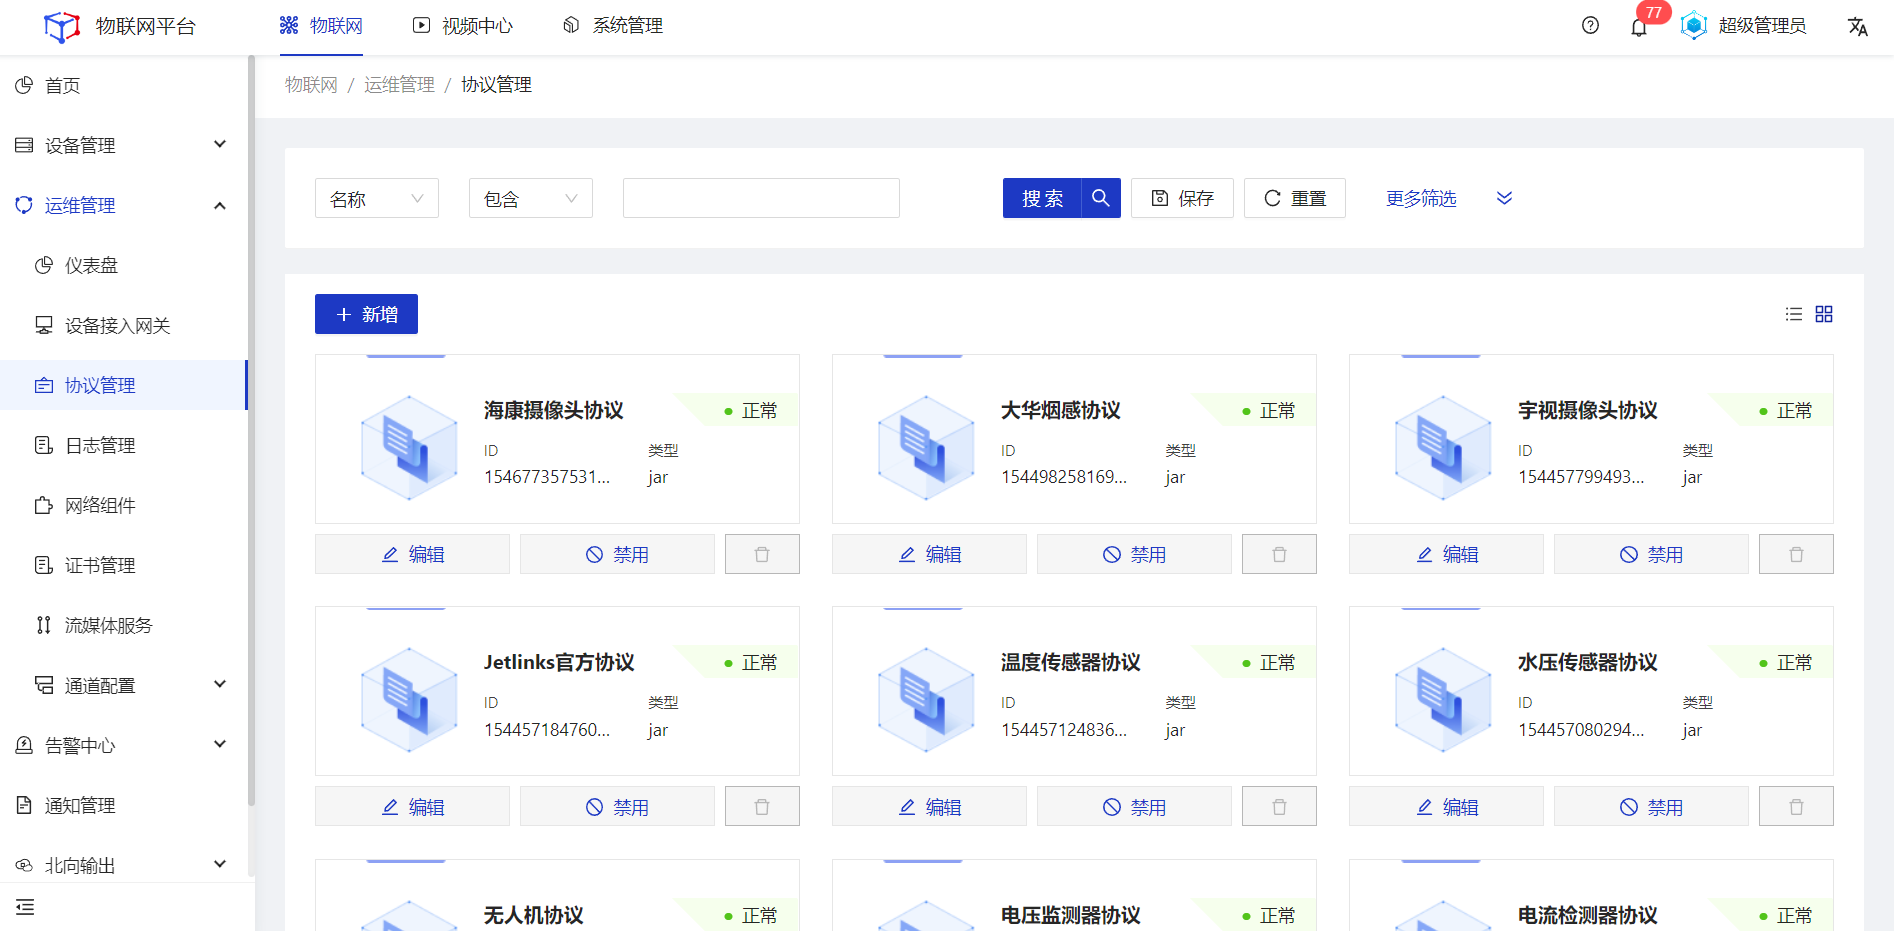 物联网平台
物联网
视频中心
系统管理
77
超级管理员
首页
设备管理
运维管理
仪表盘
设备接入网关
协议管理
日志管理
网络组件
证书管理
流媒体服务
通道配置
告警中心
通知管理
北向输出
物联网 / 运维管理 / 协议管理
名称
包含
搜索
保存
重置
更多筛选
新增
海康摄像头协议
正常
ID
类型
154677357531...
jar
编辑
禁用
大华烟感协议
正常
ID
类型
154498258169...
jar
编辑
禁用
宇视摄像头协议
正常
ID
类型
154457799493...
jar
编辑
禁用
Jetlinks官方协议
正常
ID
类型
154457184760...
jar
编辑
禁用
温度传感器协议
正常
ID
类型
154457124836...
jar
编辑
禁用
水压传感器协议
正常
ID
类型
154457080294...
jar
编辑
禁用
无人机协议
正常
电压监测器协议
正常
电流检测器协议
正常